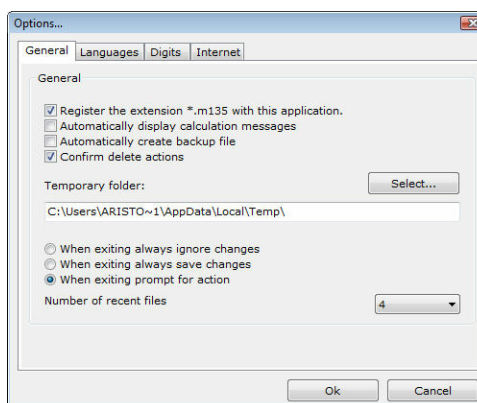 Options...
General Languages Digits Internet
General
Register the extension *.m135 with this application.
Automatically display calculation messages
Automatically create backup file
Confirm delete actions
Temporary folder:
Select...
C:\Users\ARISTO~1\AppData\Local\Temp\
When exiting always ignore changes
When exiting always save changes
When exiting prompt for action
Number of recent files
4
Ok Cancel